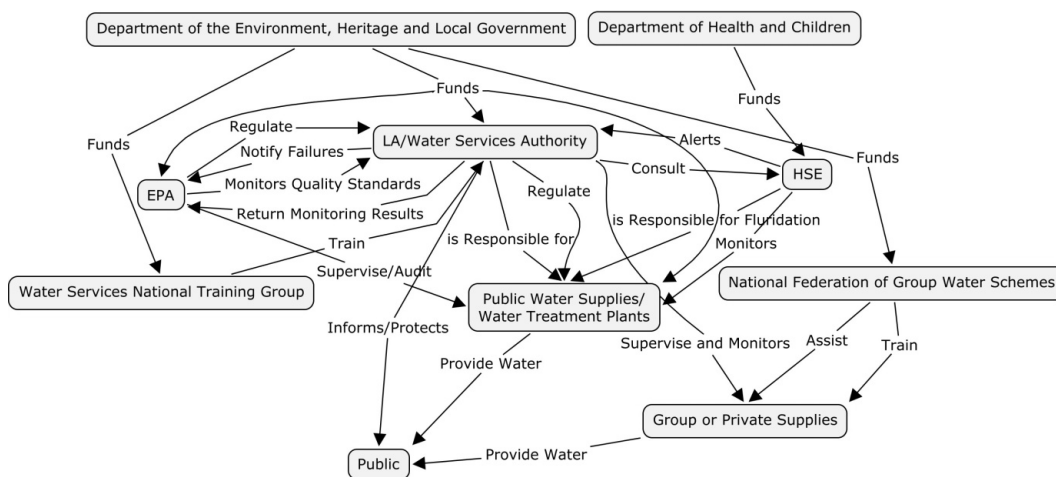 Department of the Environment, Heritage and Local Government
Department of Health and Children
Funds
Funds
Regulate
LA/Water Services Authority
Alerts
Funds
Notify Failures
Funds
Monitors Quality Standards
Consult
HSE
EPA
Regulate
Return Monitoring Results
is Responsible for Fluridation
Train
is Responsible for
Monitors
Supervise/Audit
Water Services National Training Group
National Federation of Group Water Schemes
Public Water Supplies/
Water Treatment Plants
Informs/Protects
Supervise and Monitors
Assist
Train
Provide Water
Group or Private Supplies
Provide Water
Public